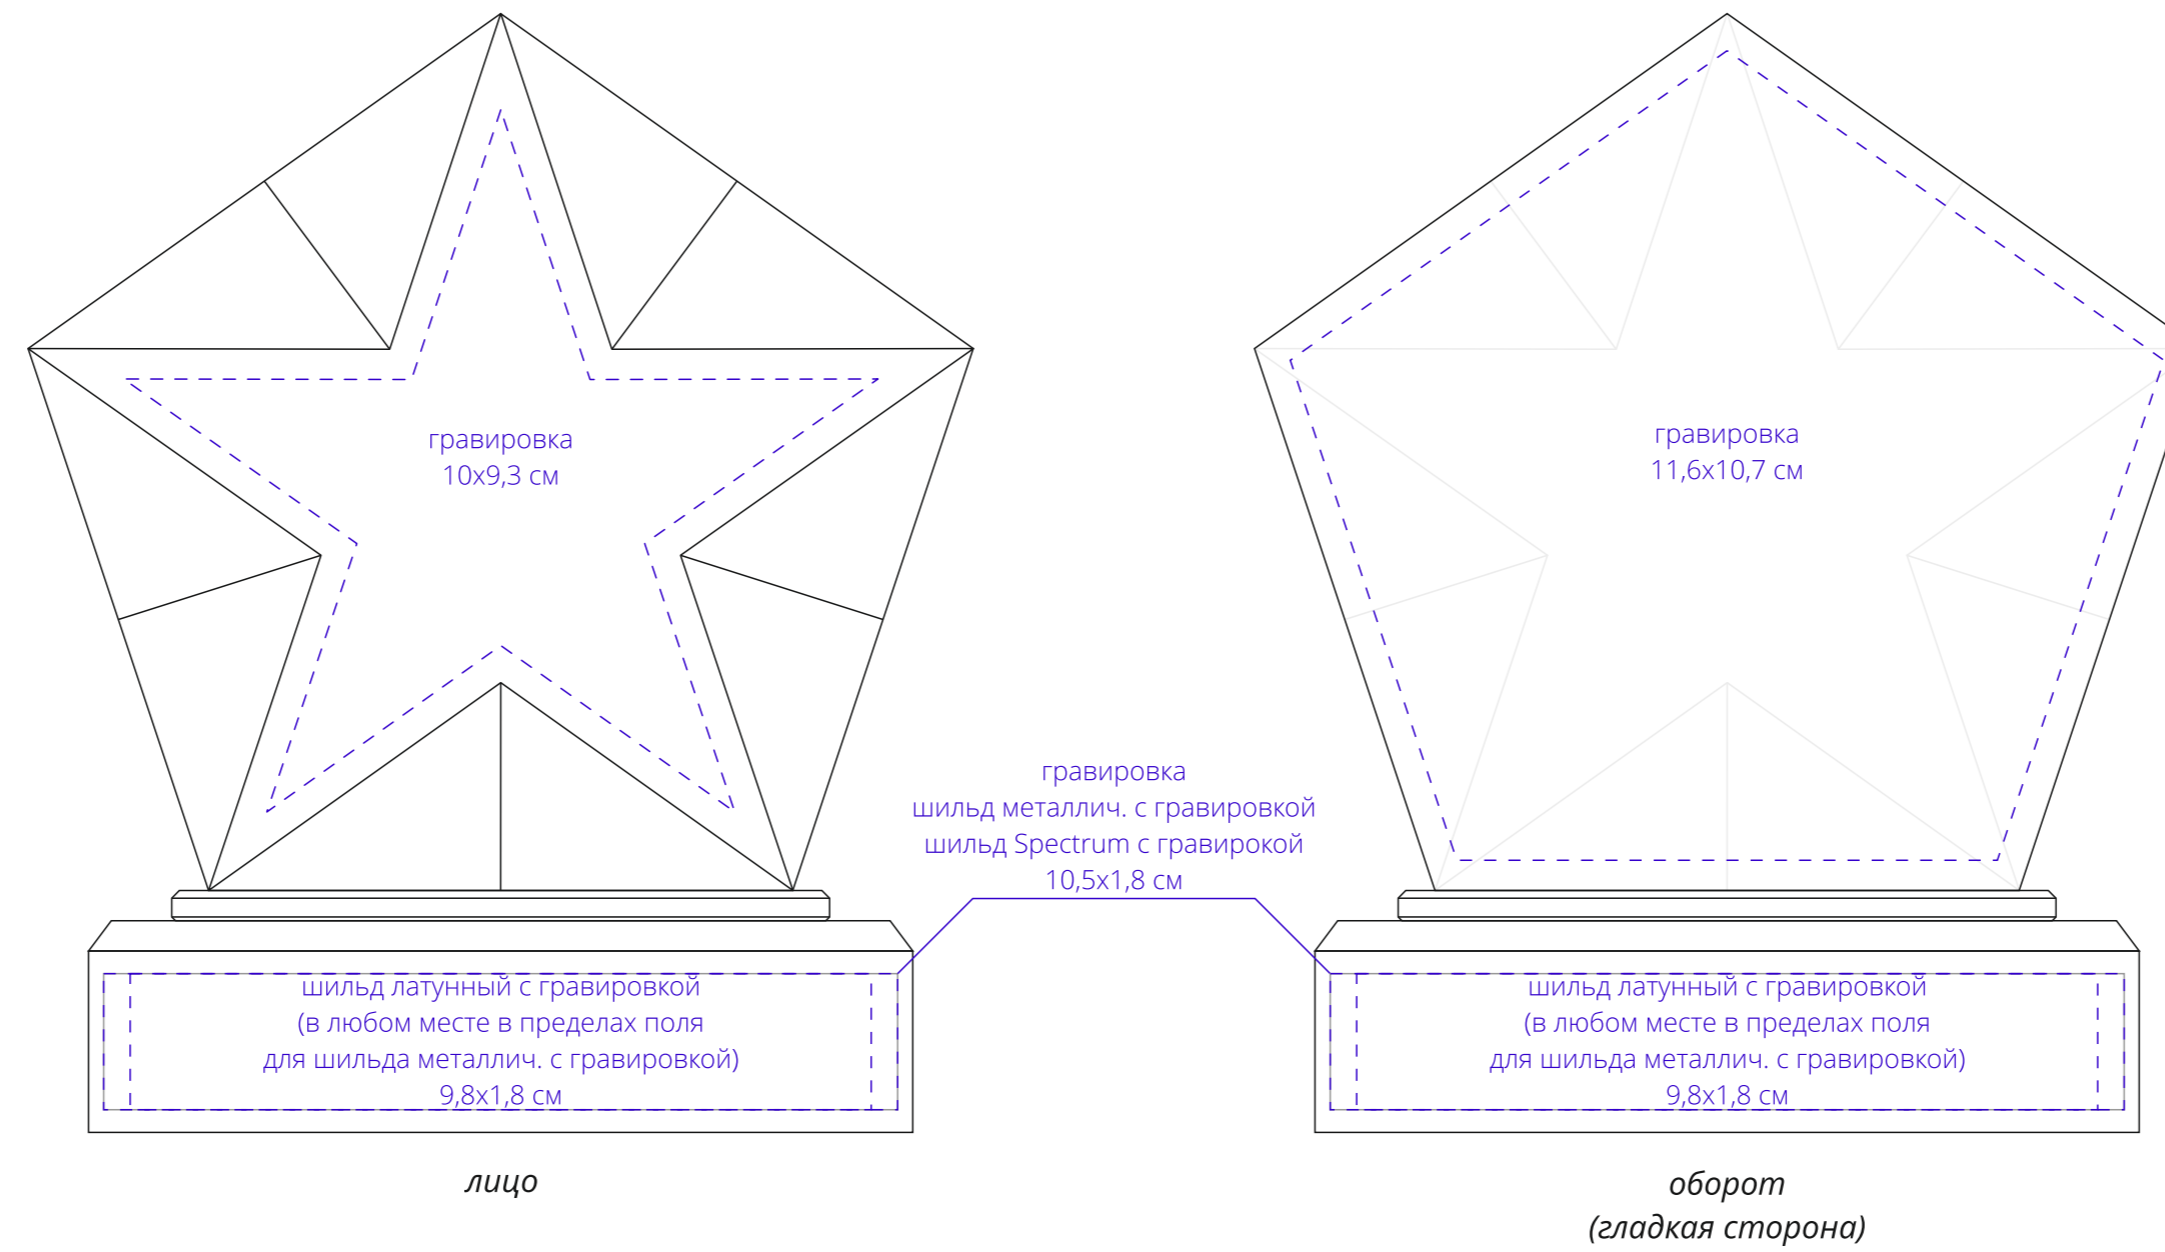 гравировка
10х9,3 см
гравировка
11,6х10,7 см
гравировка
шильд металлич. с гравировкой
шильд Spectrum с гравирокой
10,5х1,8 см
шильд латунный с гравировкой
(в любом месте в пределах поля
для шильда металлич. с гравировкой)
9,8х1,8 см
шильд латунный с гравировкой
(в любом месте в пределах поля
для шильда металлич. с гравировкой)
9,8х1,8 см
лицо
оборот
(гладкая сторона)